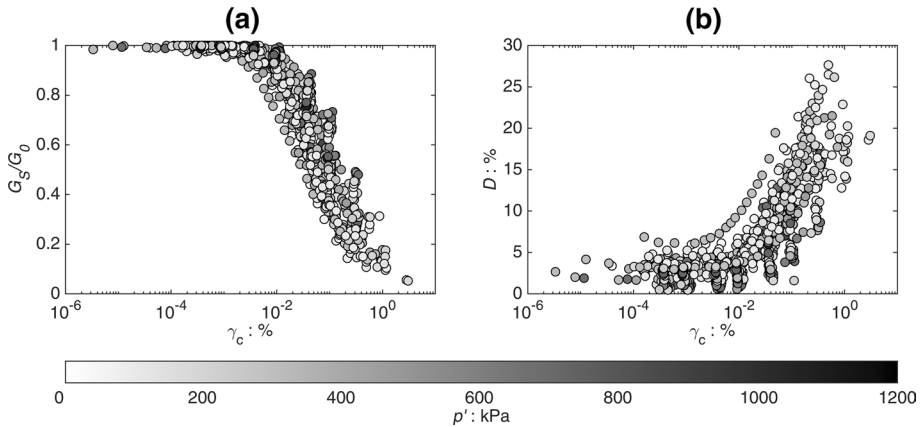 (a)
1
0.8
0.6
0.4
0.2
0
G_S/G_0
10^-6 10^-4 10^-2 10^0
γ_c : %
(b)
30
25
20
15
10
5
0
D : %
10^-6 10^-4 10^-2 10^0
γ_c : %
0 200 400 600 800 1000 1200
p' : kPa